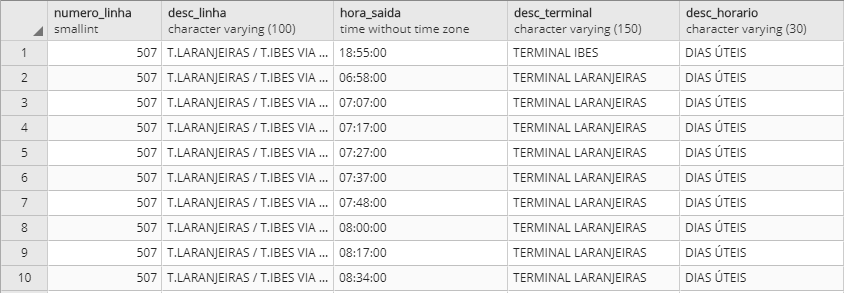 numero_linha desc_linha hora_saida desc_terminal desc_horario
smallint character varying (100) time without time zone character varying (150) character varying (30)
1 507 T.LARANJEIRAS / T.IBES VIA ... 18:55:00 TERMINAL IBES DIAS ÚTEIS
2 507 T.LARANJEIRAS / T.IBES VIA ... 06:58:00 TERMINAL LARANJEIRAS DIAS ÚTEIS
3 507 T.LARANJEIRAS / T.IBES VIA ... 07:07:00 TERMINAL LARANJEIRAS DIAS ÚTEIS
4 507 T.LARANJEIRAS / T.IBES VIA ... 07:17:00 TERMINAL LARANJEIRAS DIAS ÚTEIS
5 507 T.LARANJEIRAS / T.IBES VIA ... 07:27:00 TERMINAL LARANJEIRAS DIAS ÚTEIS
6 507 T.LARANJEIRAS / T.IBES VIA ... 07:37:00 TERMINAL LARANJEIRAS DIAS ÚTEIS
7 507 T.LARANJEIRAS / T.IBES VIA ... 07:48:00 TERMINAL LARANJEIRAS DIAS ÚTEIS
8 507 T.LARANJEIRAS / T.IBES VIA ... 08:00:00 TERMINAL LARANJEIRAS DIAS ÚTEIS
9 507 T.LARANJEIRAS / T.IBES VIA ... 08:17:00 TERMINAL LARANJEIRAS DIAS ÚTEIS
10 507 T.LARANJEIRAS / T.IBES VIA ... 08:34:00 TERMINAL LARANJEIRAS DIAS ÚTEIS